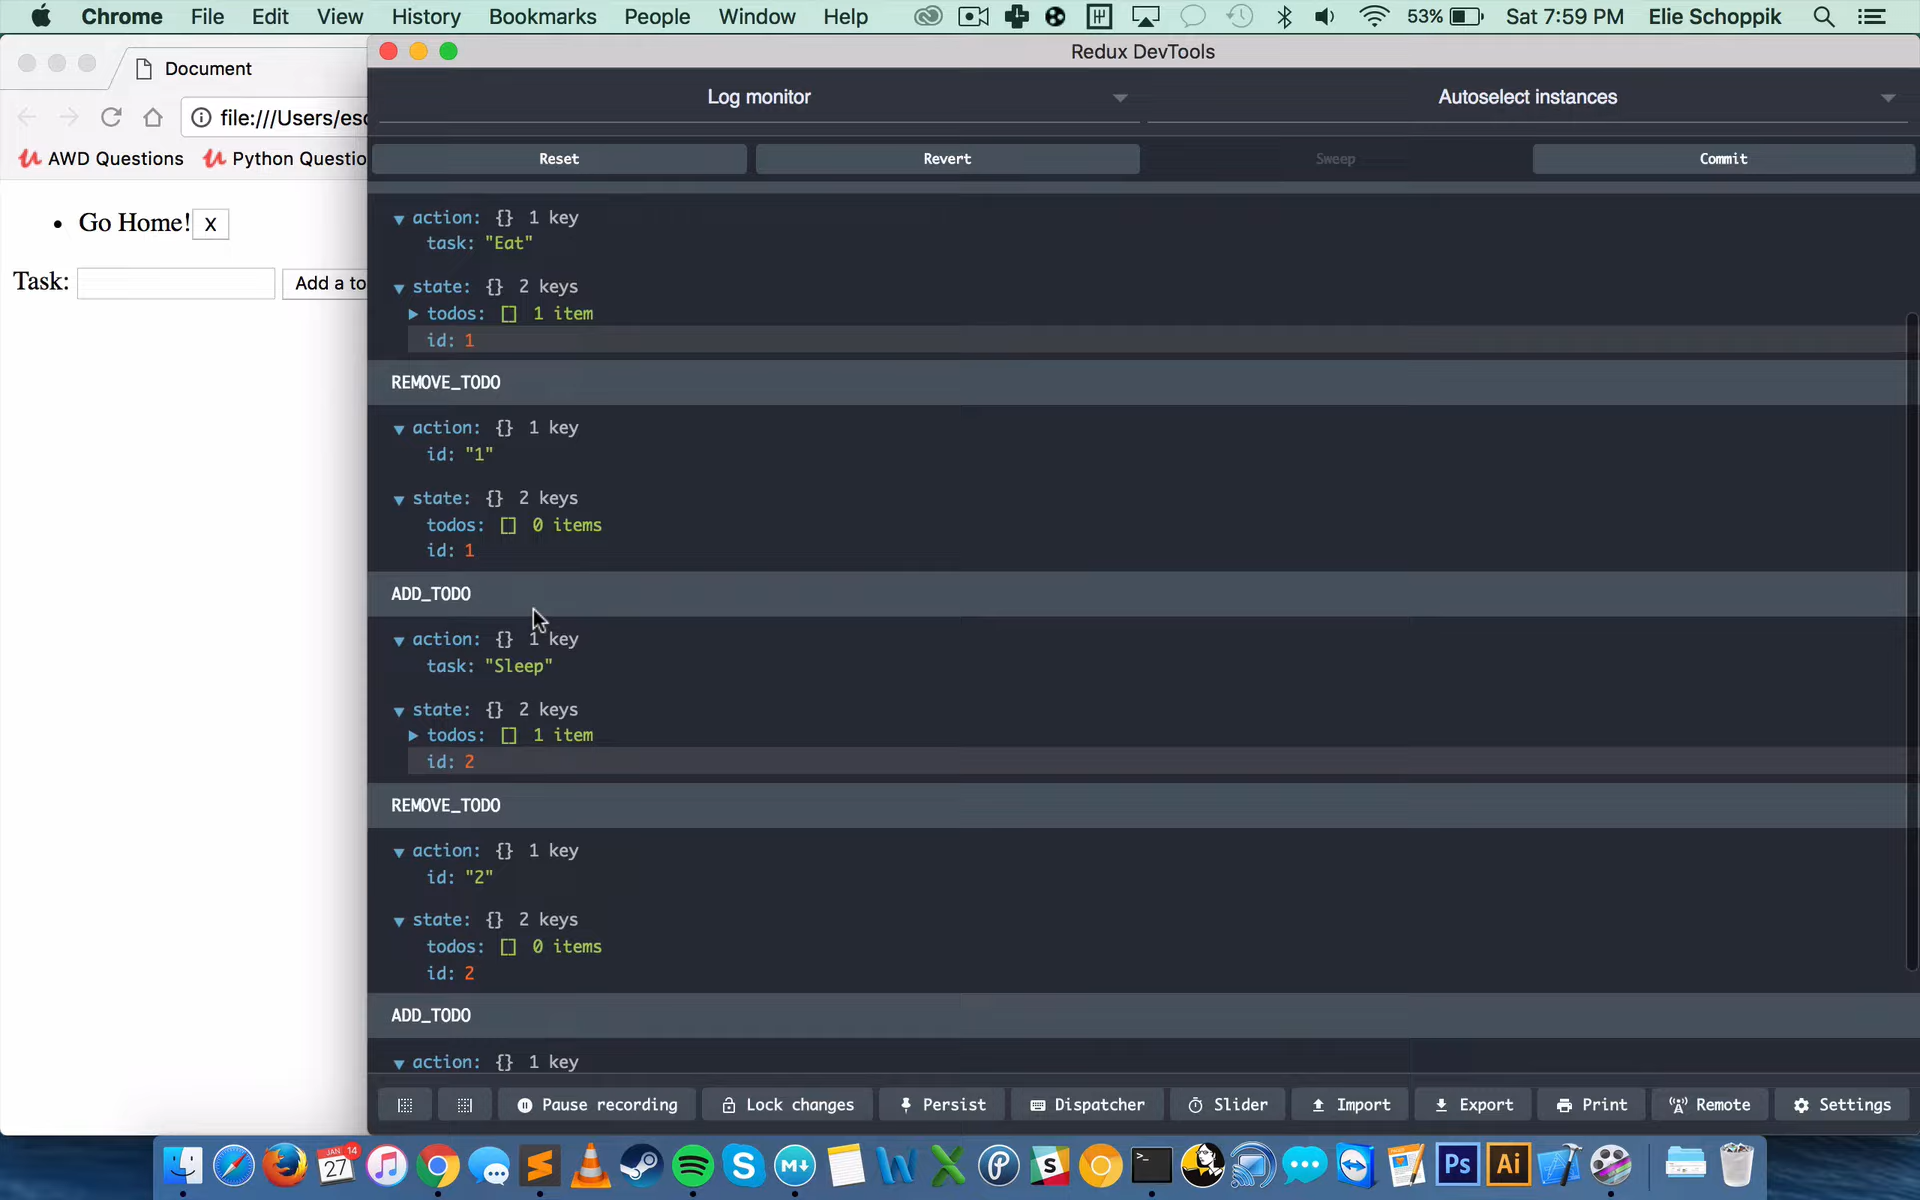 Chrome File Edit View History Bookmarks People Window Help 53% Sat 7:59 PM Elie Schoppik
Document
file:///Users/esc
AWD Questions Python Questio
Go Home! X
Task: Add a to
Redux DevTools
Log monitor Autoselect instances
Reset Revert Sweep Commit
action: {} 1 key
task: "Eat"
state: {} 2 keys
todos: [] 1 item
id: 1
REMOVE_TODO
action: {} 1 key
id: "1"
state: {} 2 keys
todos: [] 0 items
id: 1
ADD_TODO
action: {} 1 key
task: "Sleep"
state: {} 2 keys
todos: [] 1 item
id: 2
REMOVE_TODO
action: {} 1 key
id: "2"
state: {} 2 keys
todos: [] 0 items
id: 2
ADD_TODO
action: {} 1 key
Pause recording Lock changes Persist Dispatcher Slider Import Export Print Remote Settings
JAN 27 14
Ps Ai